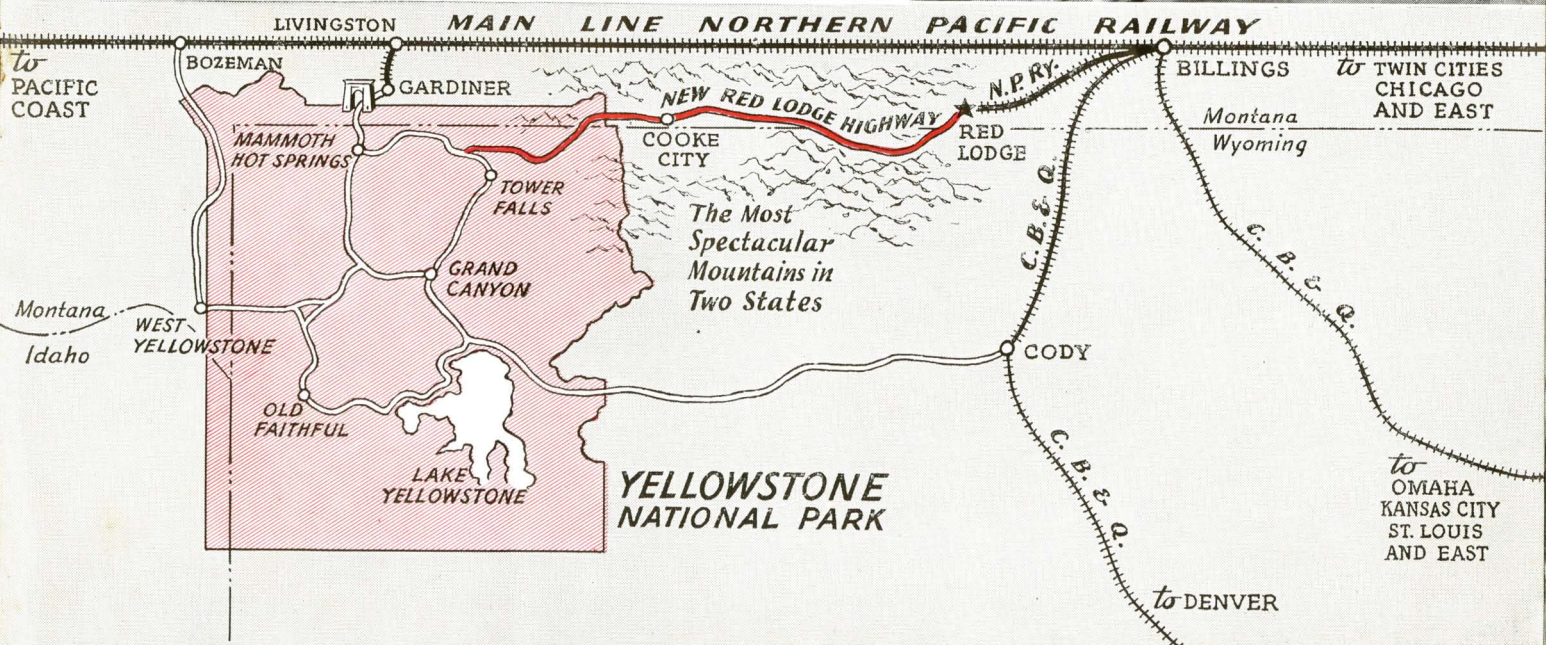 LIVINGSTON
MAIN LINE NORTHERN PACIFIC RAILWAY
to
PACIFIC
COAST
BOZEMAN
GARDINER
N.P.RY.
BILLINGS
to TWIN CITIES
CHICAGO
AND EAST
NEW RED LODGE HIGHWAY
RED
LODGE
COOKE
CITY
Montana
Wyoming
MAMMOTH
HOT SPRINGS
TOWER
FALLS
The Most
Spectacular
Mountains in
Two States
C. B. & Q.
C. B. & Q.
GRAND
CANYON
Montana
Idaho
WEST
YELLOWSTONE
CODY
OLD
FAITHFUL
LAKE
YELLOWSTONE
YELLOWSTONE
NATIONAL PARK
C. B. & Q.
to
OMAHA
KANSAS CITY
ST. LOUIS
AND EAST
to DENVER